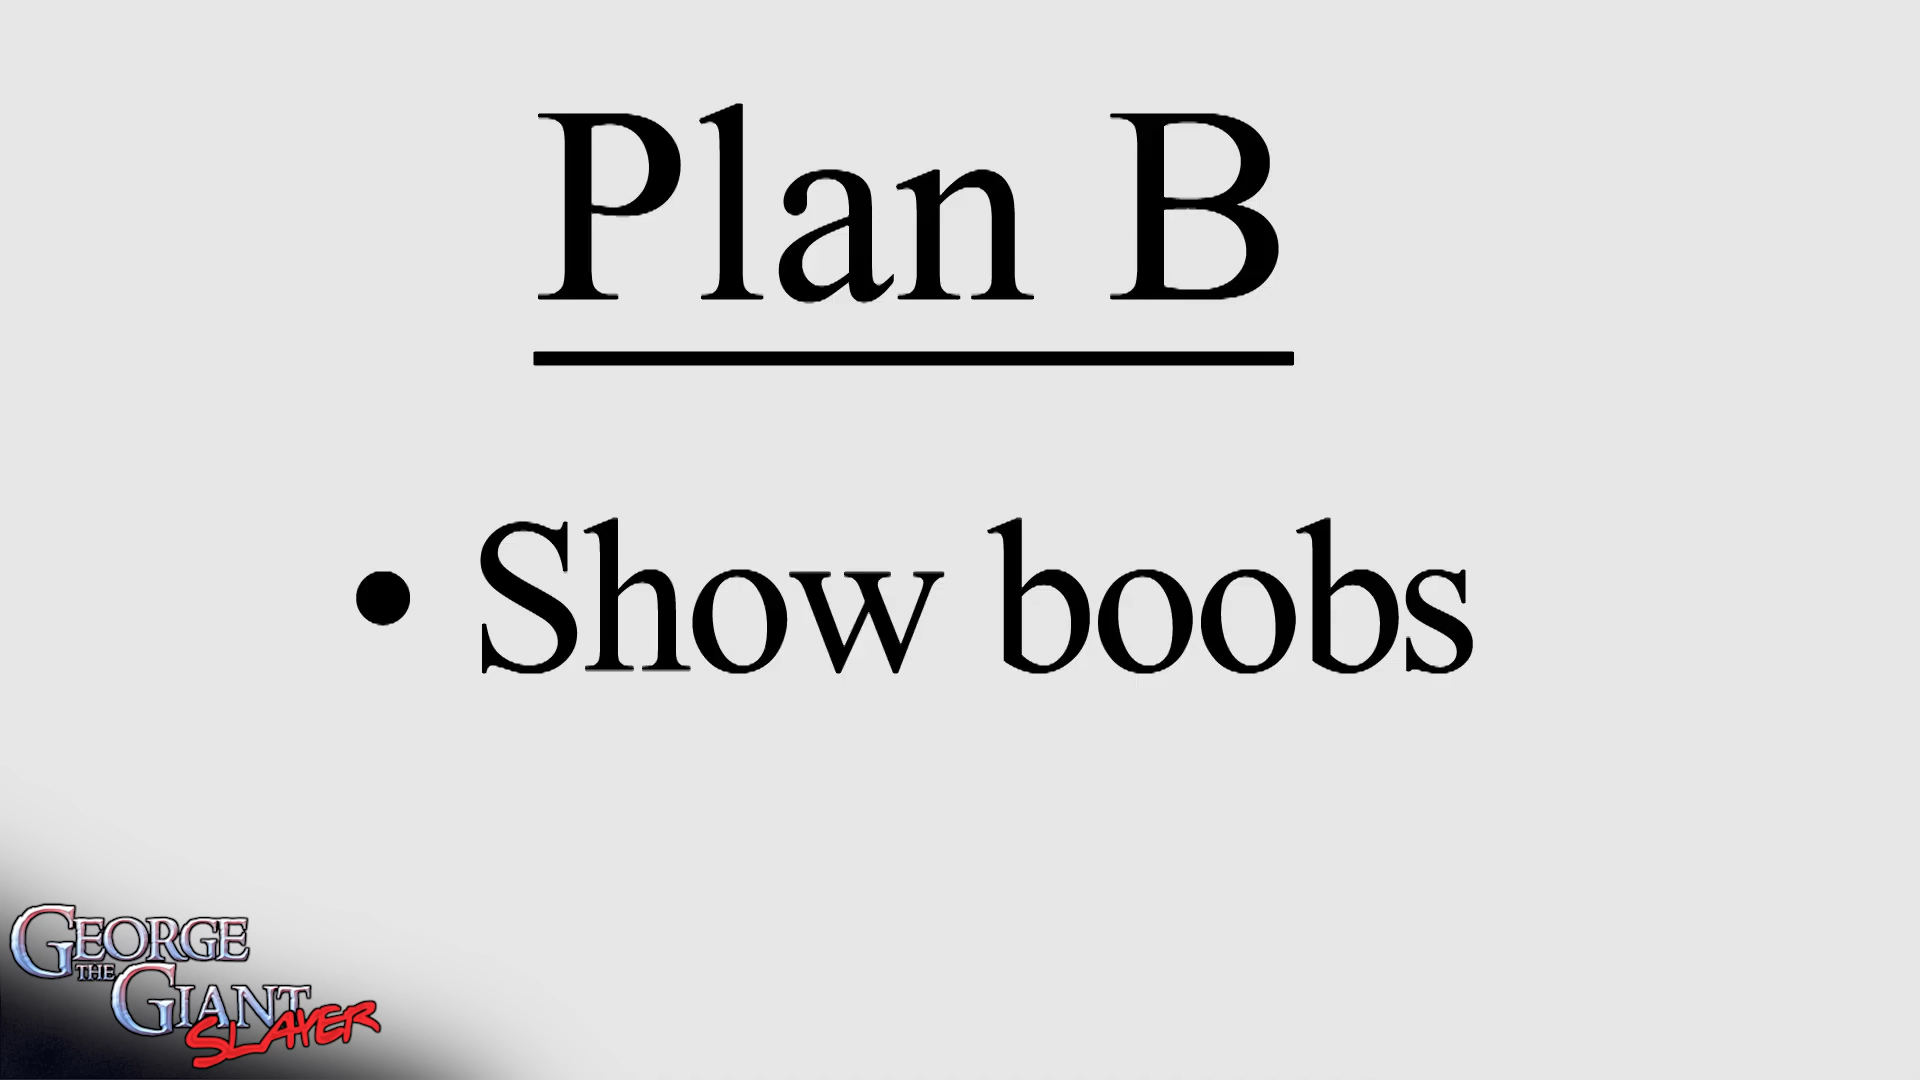 Plan B
• Show boobs
GEORGE
THE
GIANT
SLAYER